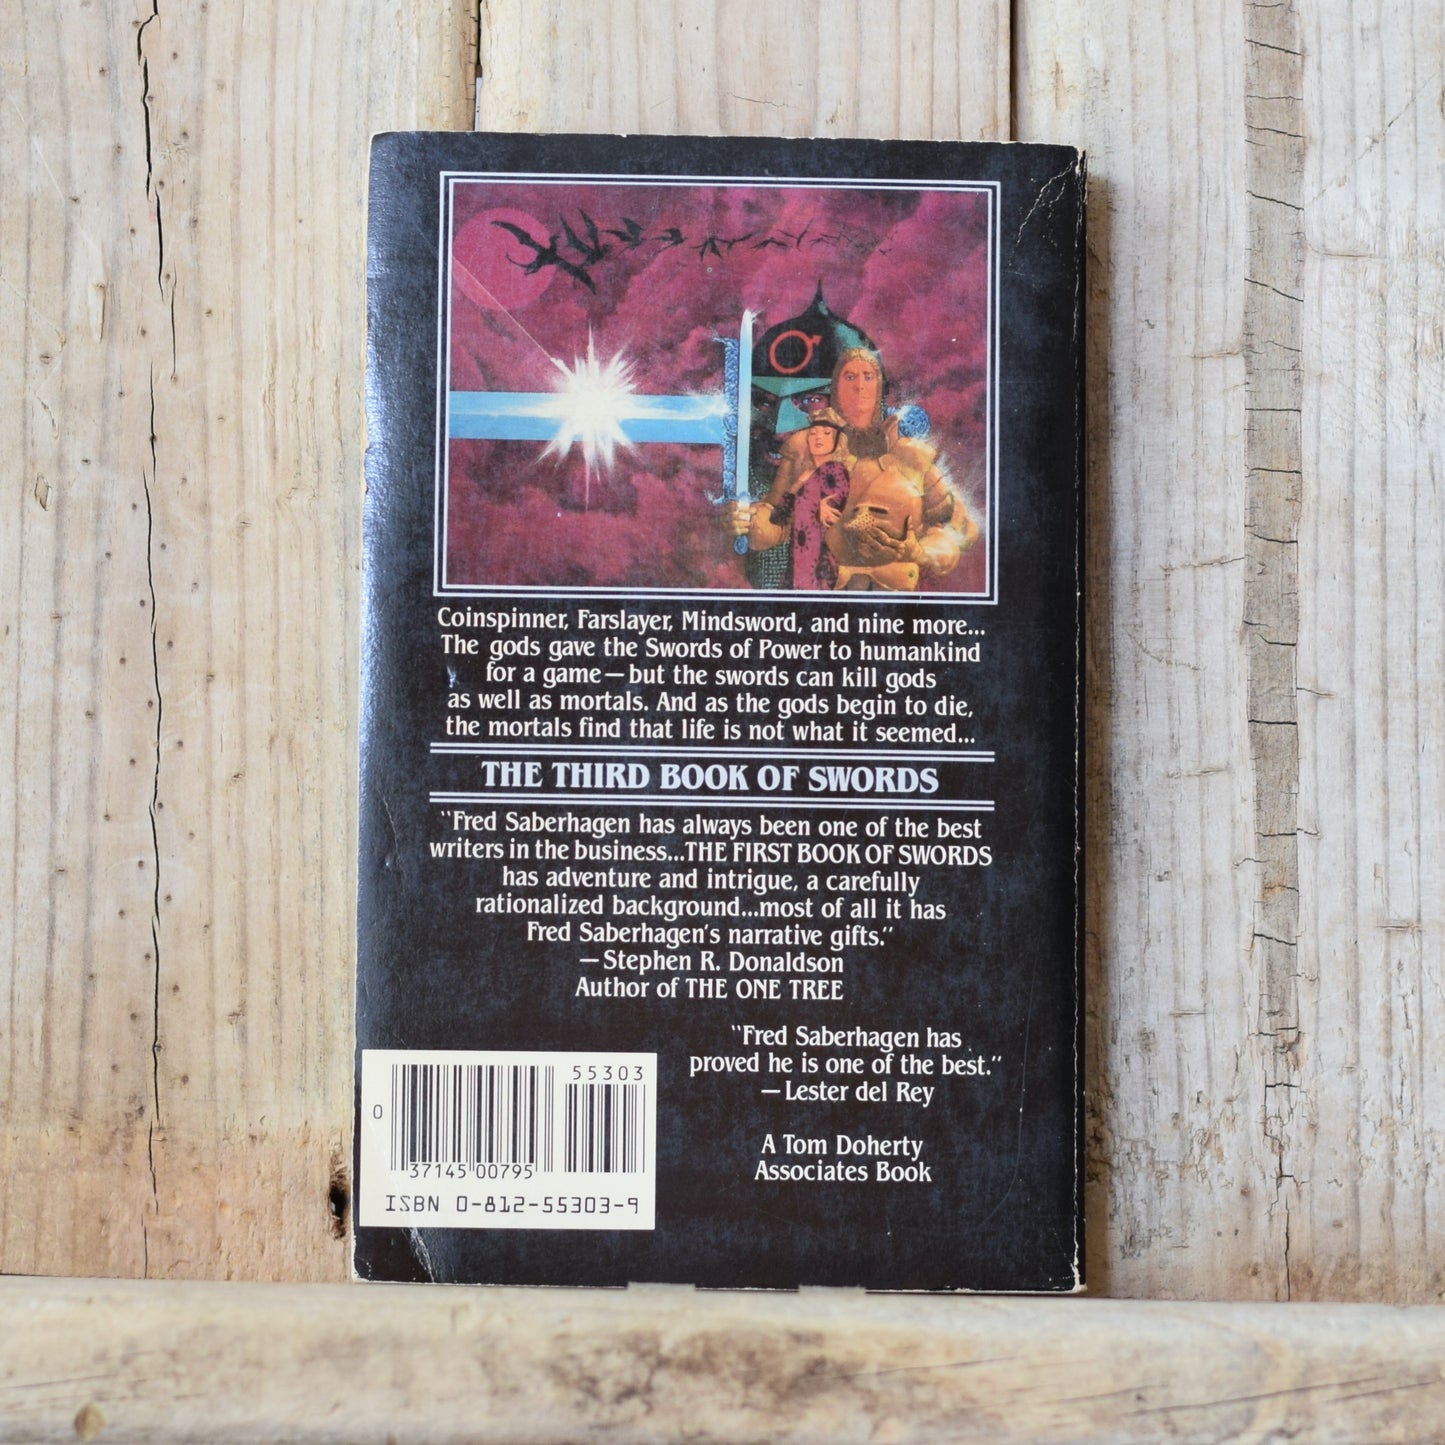 Coinspinner, Farslayer, Mindsword, and nine more...
The gods gave the Swords of Power to humankind
for a game—but the swords can kill gods
as well as mortals. And as the gods begin to die,
the mortals find that life is not what it seemed...
THE THIRD BOOK OF SWORDS
"Fred Saberhagen has always been one of the best
writers in the business...THE FIRST BOOK OF SWORDS
has adventure and intrigue, a carefully
rationalized background...most of all it has
Fred Saberhagen's narrative gifts."
—Stephen R. Donaldson
Author of THE ONE TREE
"Fred Saberhagen has
proved he is one of the best."
—Lester del Rey
A Tom Doherty
Associates Book
55303
0
37145 00795
ISBN 0-812-55303-9